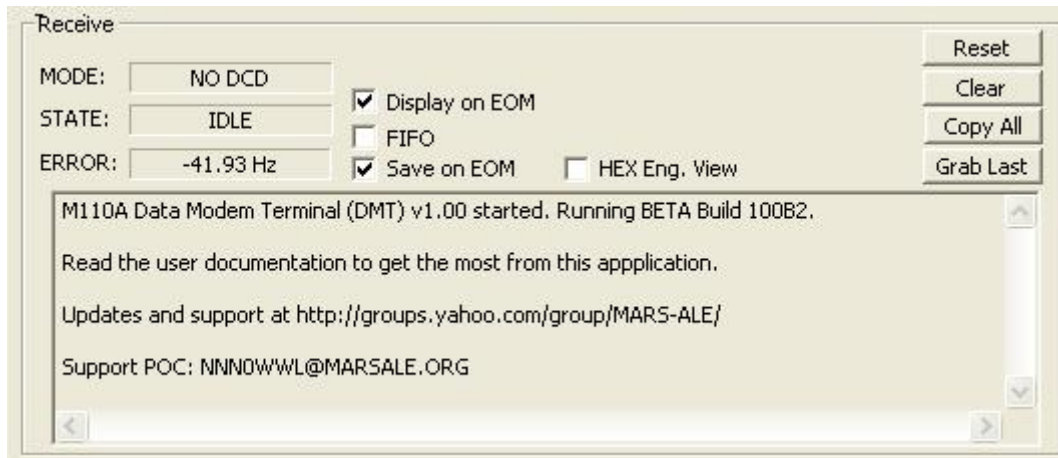 Receive
MODE: NO DCD
STATE: IDLE
ERROR: -41.93 Hz
Display on EOM
FIFO
Save on EOM
HEX Eng. View
Reset
Clear
Copy All
Grab Last
M110A Data Modem Terminal (DMT) v1.00 started. Running BETA Build 100B2.
Read the user documentation to get the most from this appplication.
Updates and support at http://groups.yahoo.com/group/MARS-ALE/
Support POC: NNN0WWL@MARSALE.ORG